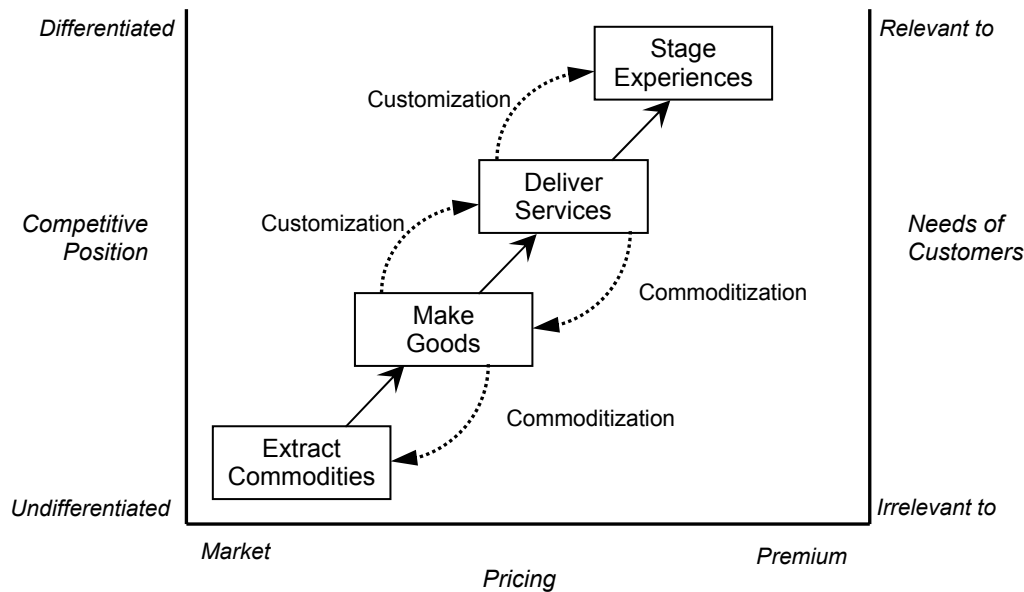 Differentiated
Stage
Experiences
Relevant to
Customization
Deliver
Services
Customization
Competitive
Position
Needs of
Customers
Commoditization
Make
Goods
Commoditization
Extract
Commodities
Undifferentiated
Irrelevant to
Market
Premium
Pricing